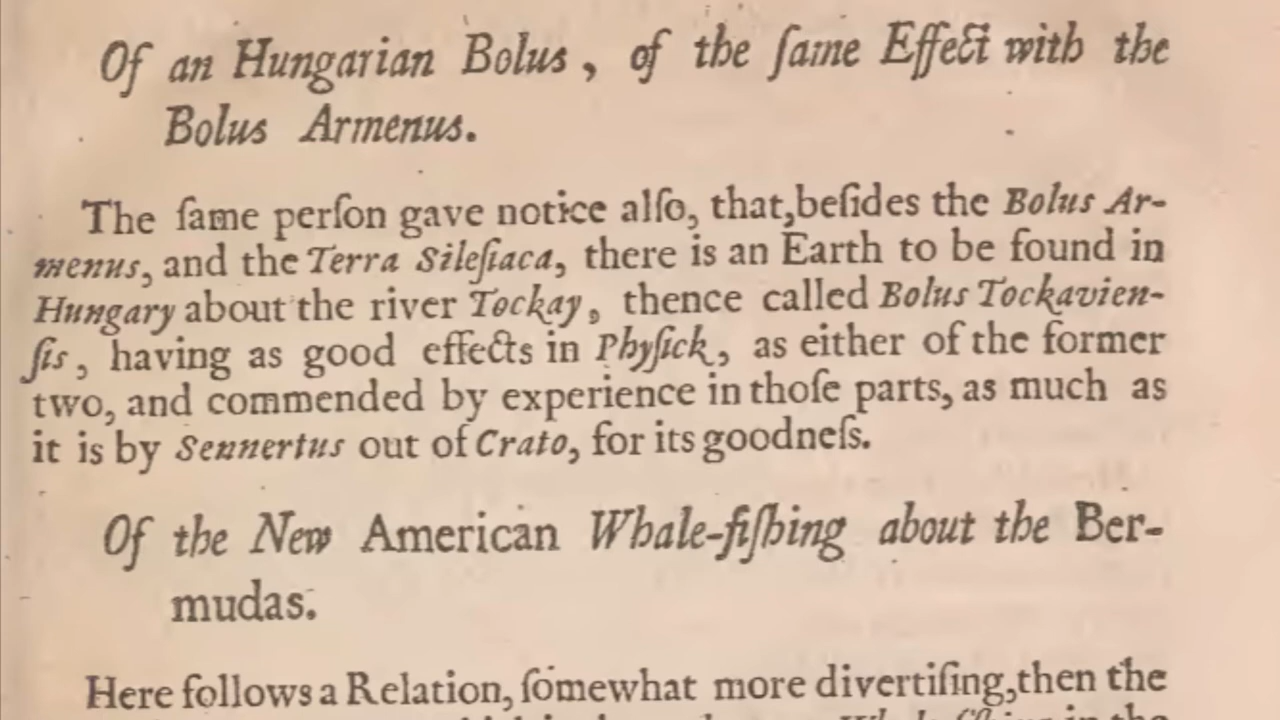 Of an Hungarian Bolus, of the ſame Effect with the
Bolus Armenus.
The ſame perſon gave notice alſo, that,beſides the Bolus Ar-
menus, and the Terra Sileſiaca, there is an Earth to be found in
Hungary about the river Tockay, thence called Bolus Tockavien-
ſis, having as good effects in Phyſick, as either of the former
two, and commended by experience in thoſe parts, as much as
it is by Sennertus out of Crato, for its goodneſs.
Of the New American Whale-fiſhing about the Ber-
mudas.
Here follows a Relation, ſomewhat more divertiſing,then the
in the